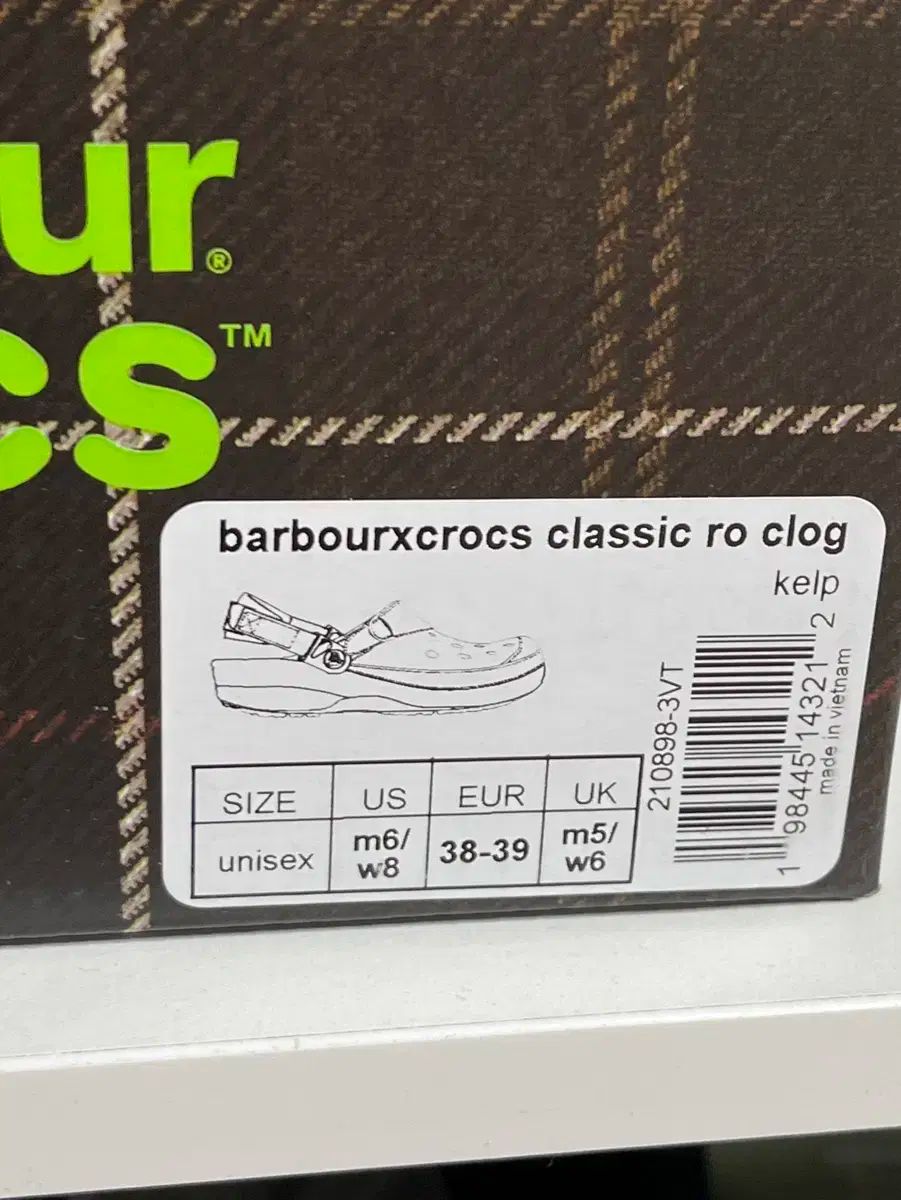 ur®
cs™
barbourxcrocs classic ro clog
kelp
SIZE US EUR UK
unisex m6/w8 38-39 m5/w6
210898-3VT
1 98445 14321 2
made in vietnam